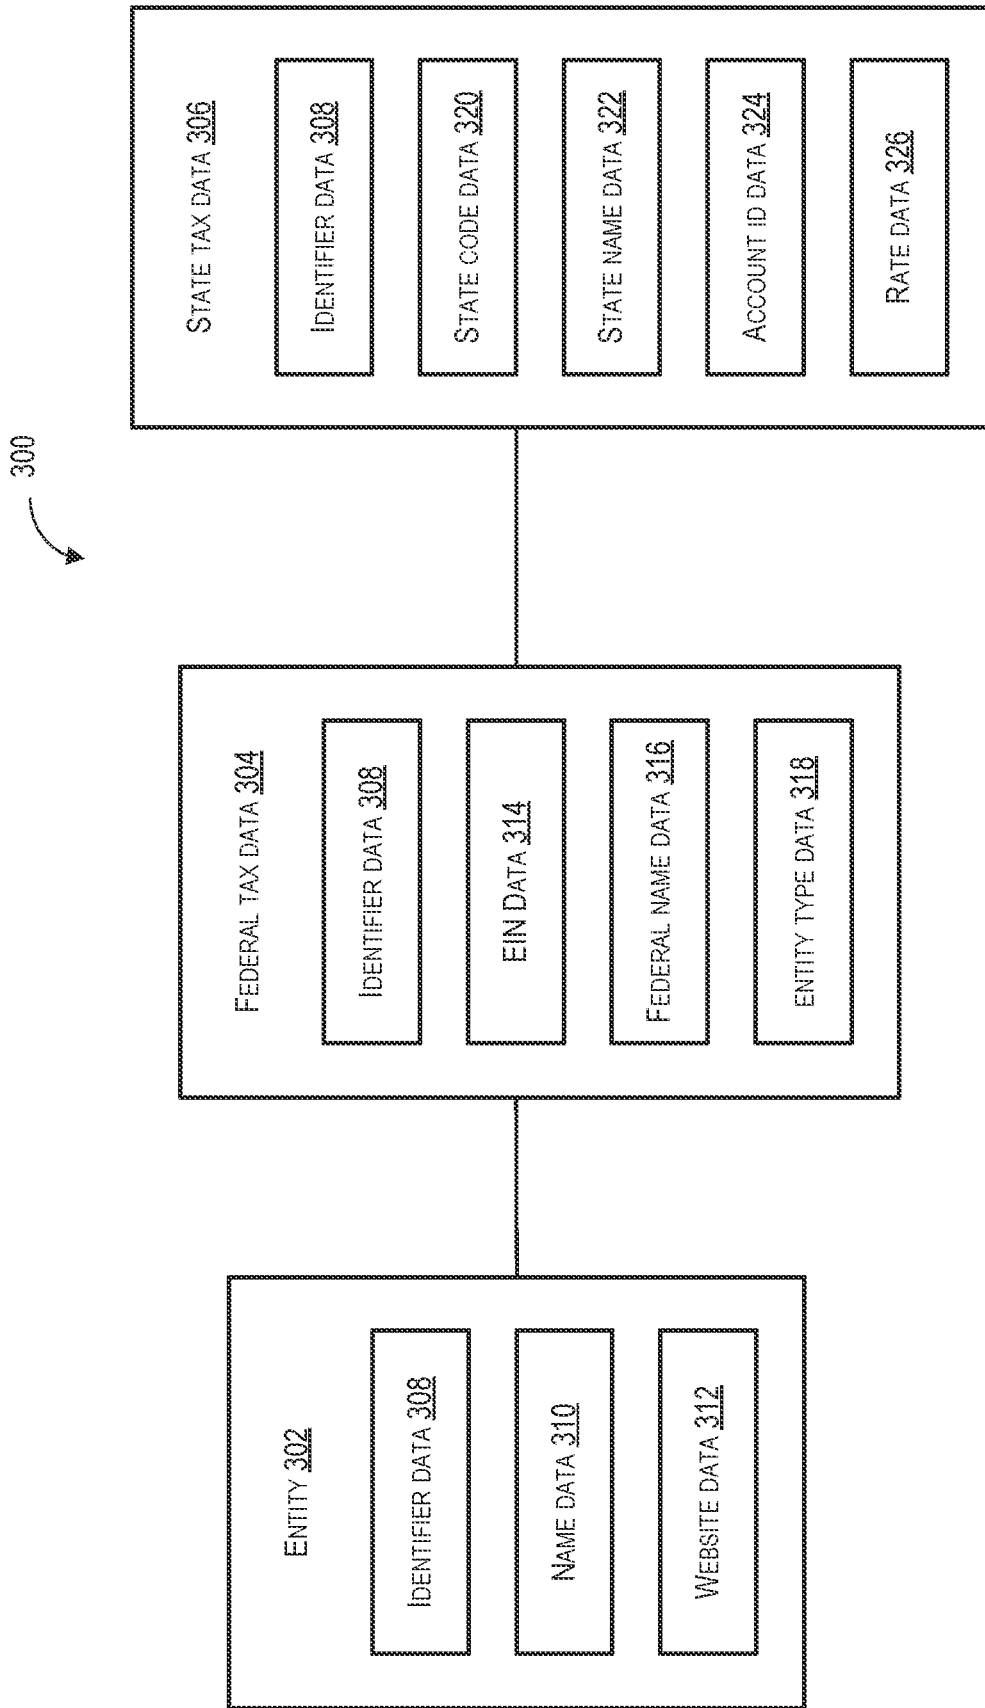 300
ENTITY 302
IDENTIFIER DATA 308
NAME DATA 310
WEBSITE DATA 312
FEDERAL TAX DATA 304
IDENTIFIER DATA 308
EIN DATA 314
FEDERAL NAME DATA 316
ENTITY TYPE DATA 318
STATE TAX DATA 306
IDENTIFIER DATA 308
STATE CODE DATA 320
STATE NAME DATA 322
ACCOUNT ID DATA 324
RATE DATA 326